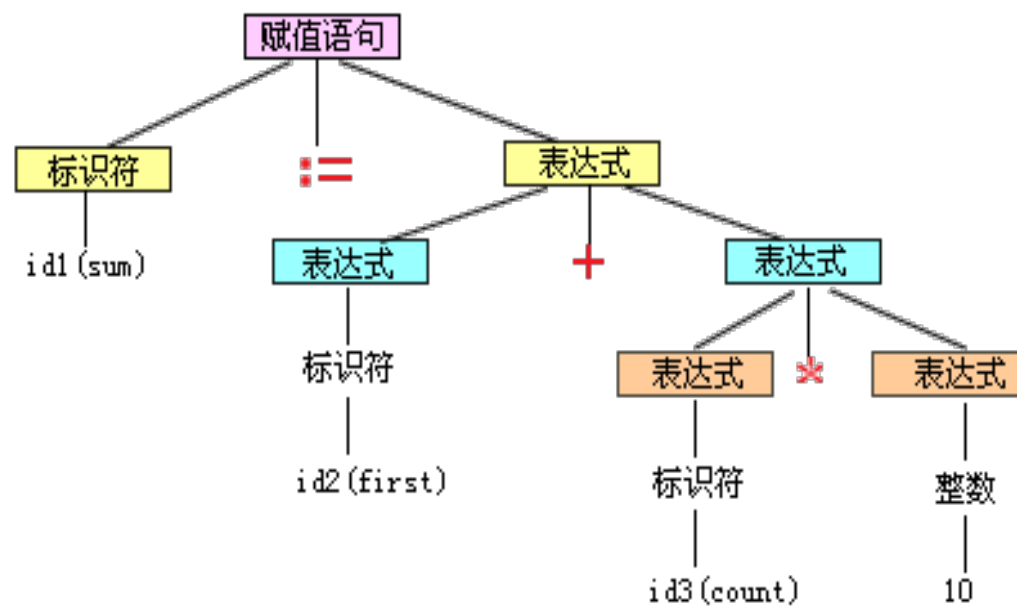 赋值语句
标识符 := 表达式
id1(sum) 表达式 + 表达式
标识符 表达式 * 表达式
id2(first) 标识符 整数
id3(count) 10